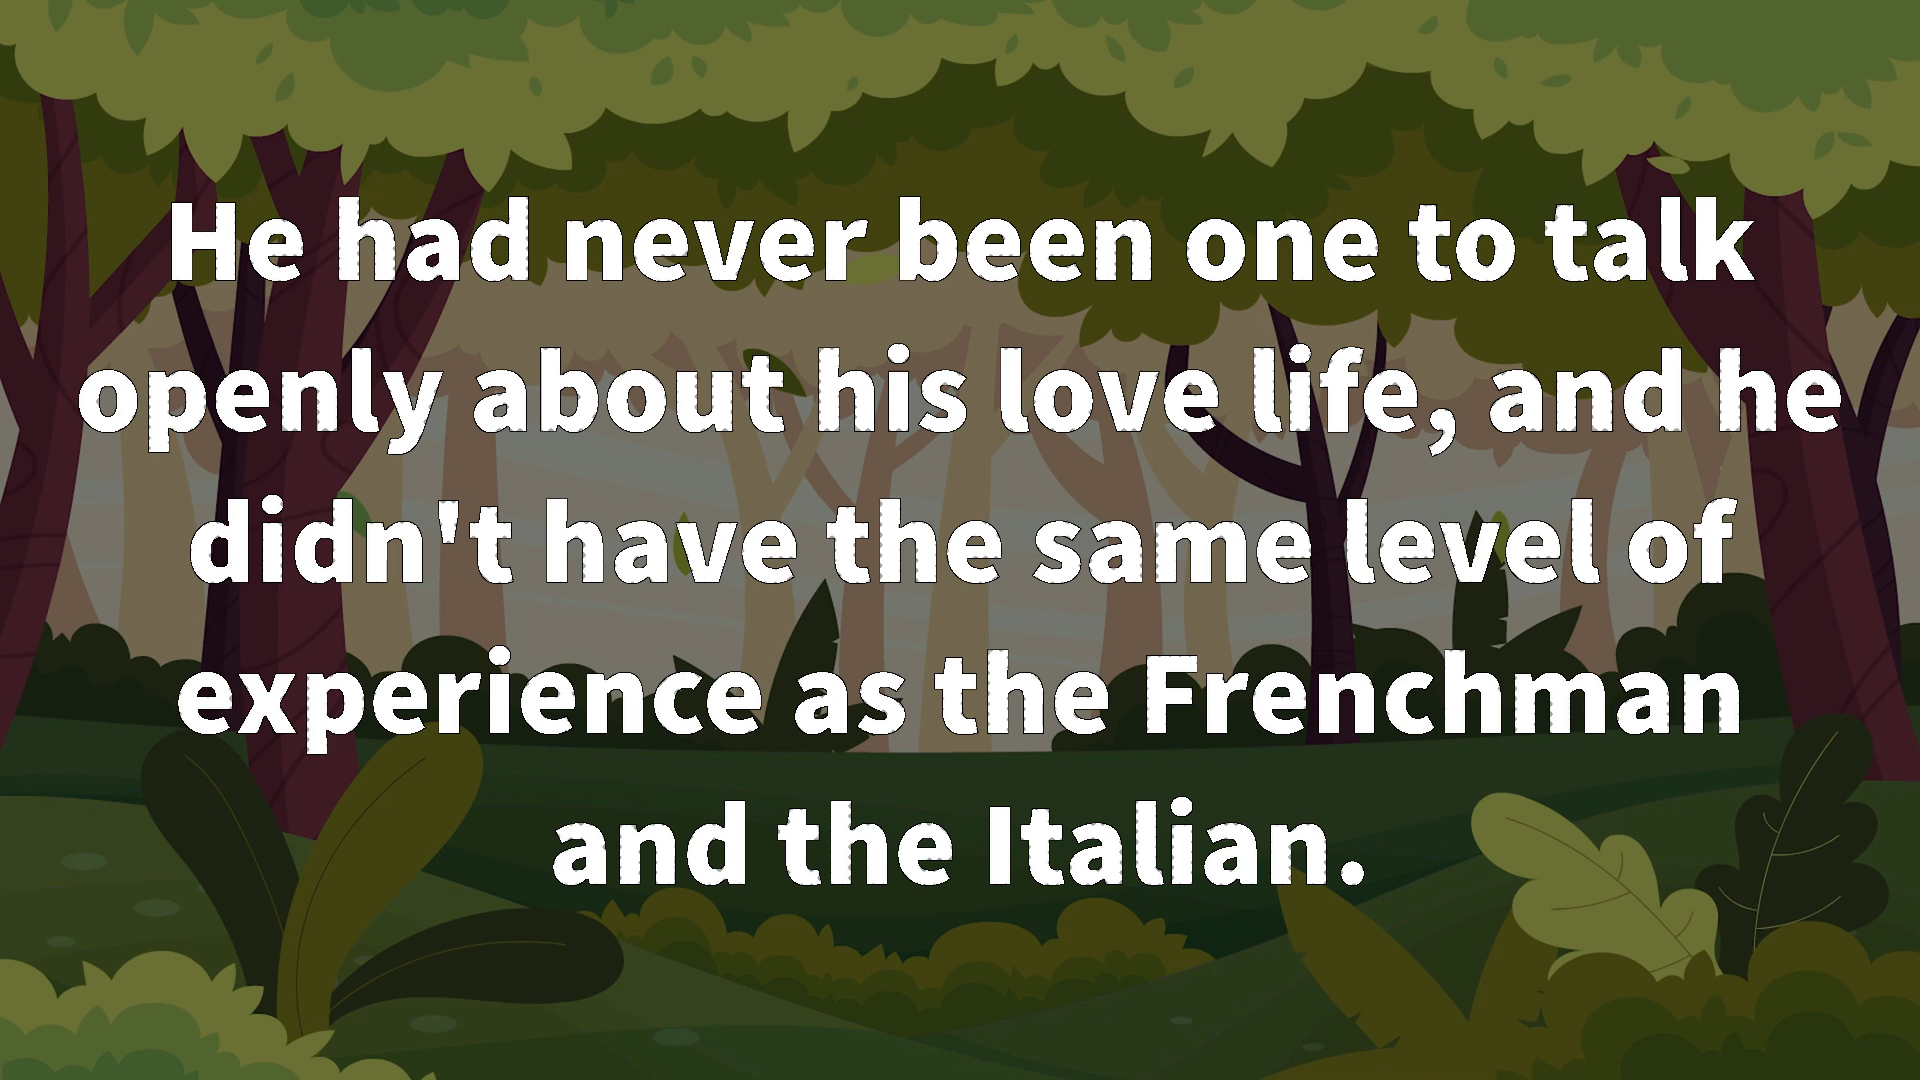 He had never been one to talk
openly about his love life, and he
didn't have the same level of
experience as the Frenchman
and the Italian.